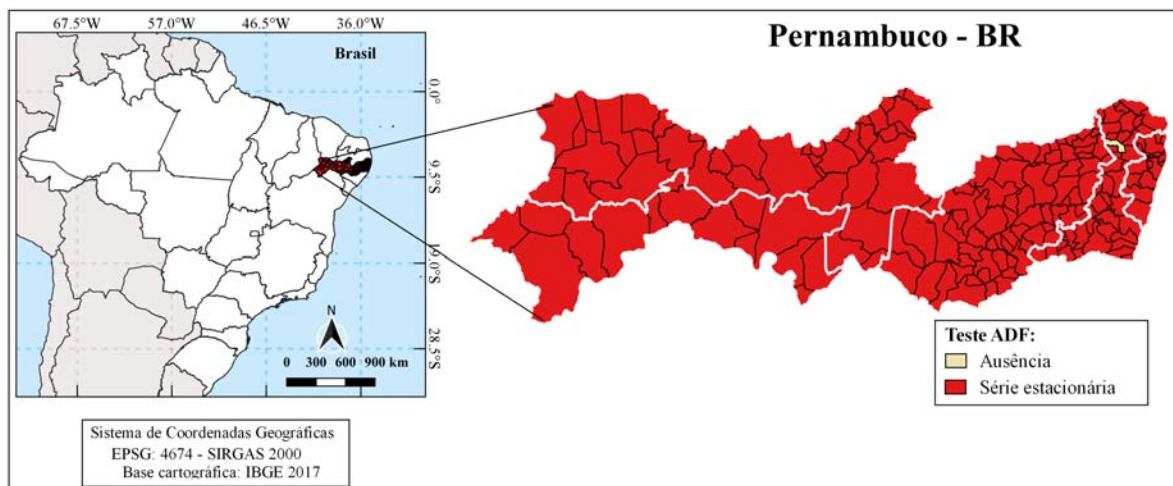 67.5°W 57.0°W 46.5°W 36.0°W
Brasil
Pernambuco - BR
0.0°
9.0°S
28.5°S
N
0 300 600 900 km
Teste ADF:
Ausência
Série estacionária
Sistema de Coordenadas Geográficas
EPSG: 4674 - SIRGAS 2000
Base cartográfica: IBGE 2017